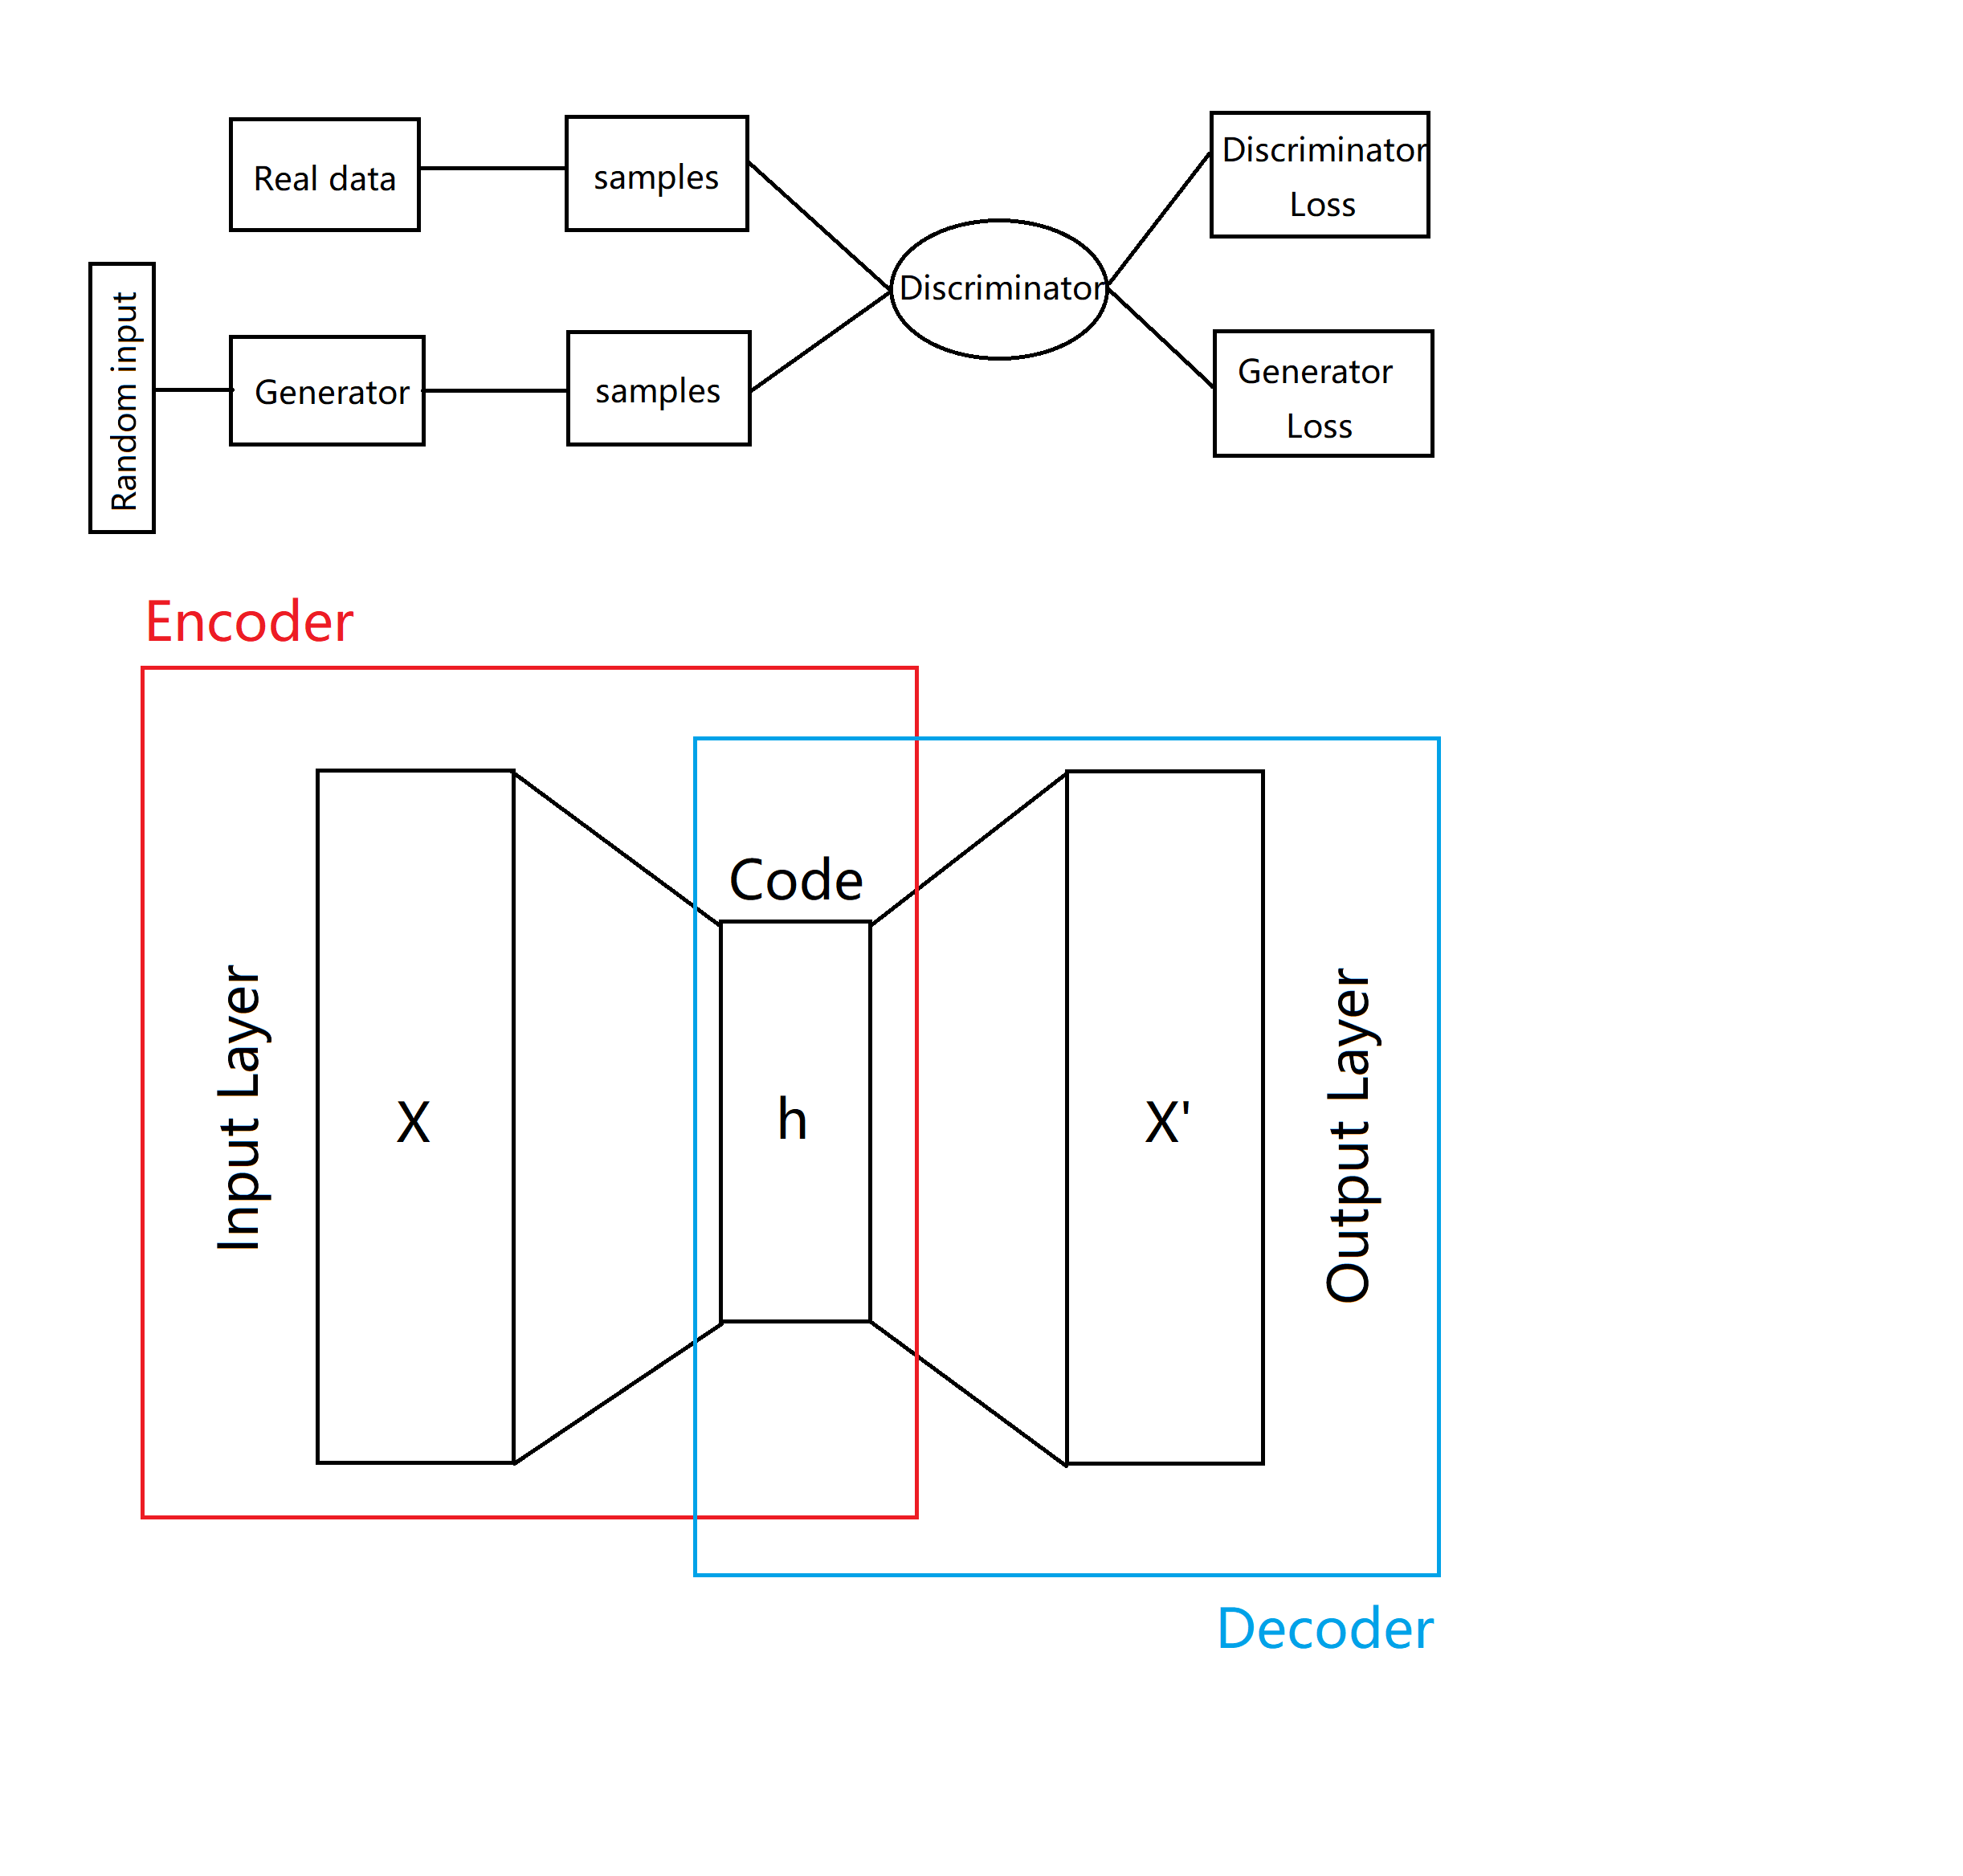 Real data
samples
Discriminator
Loss
Random input
Generator
samples
Discriminator
Generator
Loss
Encoder
Input Layer
X
Code
h
X'
Output Layer
Decoder